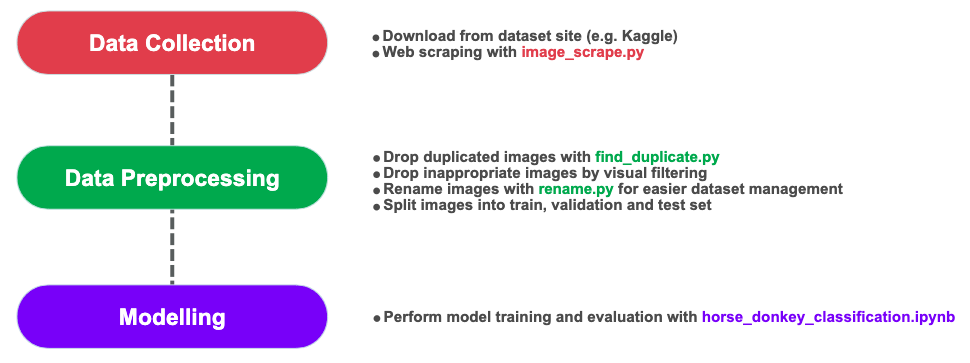 Data Collection
● Download from dataset site (e.g. Kaggle)
● Web scraping with image_scrape.py
Data Preprocessing
● Drop duplicated images with find_duplicate.py
● Drop inappropriate images by visual filtering
● Rename images with rename.py for easier dataset management
● Split images into train, validation and test set
Modelling
● Perform model training and evaluation with horse_donkey_classification.ipynb